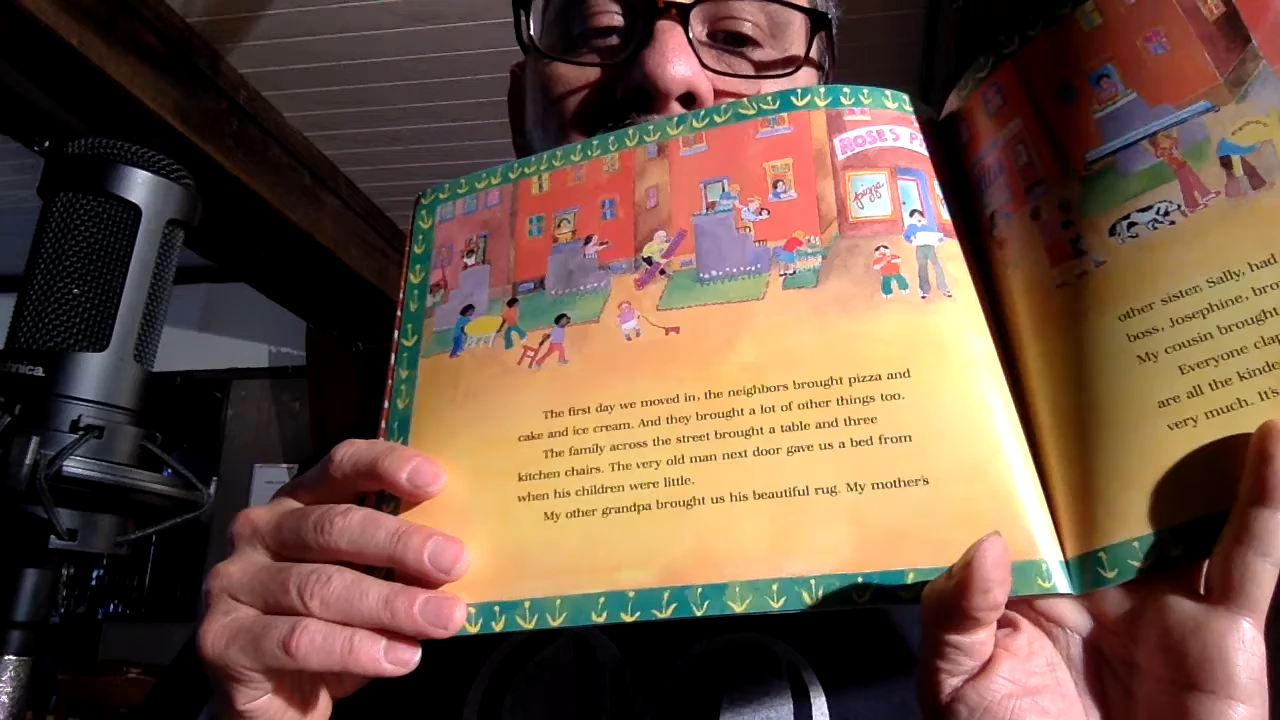 ROSE'S
pizza
The first day we moved in, the neighbors brought pizza and
cake and ice cream. And they brought a lot of other things too.
The family across the street brought a table and three
kitchen chairs. The very old man next door gave us a bed from
when his children were little.
My other grandpa brought us his beautiful rug. My mother's
other sister, Sally, had
boss, Josephine,
My cousin brought
Everyone
are all the
very much. It's
technica